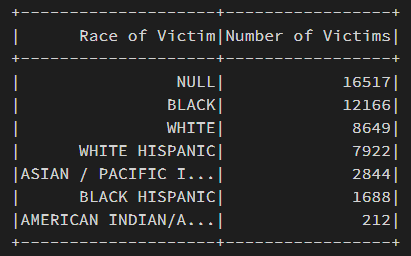 +--------------------+-----------------+
|      Race of Victim|Number of Victims|
+--------------------+-----------------+
|                NULL|            16517|
|               BLACK|            12166|
|               WHITE|             8649|
|      WHITE HISPANIC|             7922|
|ASIAN / PACIFIC I...|             2844|
|      BLACK HISPANIC|             1688|
|AMERICAN INDIAN/A...|              212|
+--------------------+-----------------+